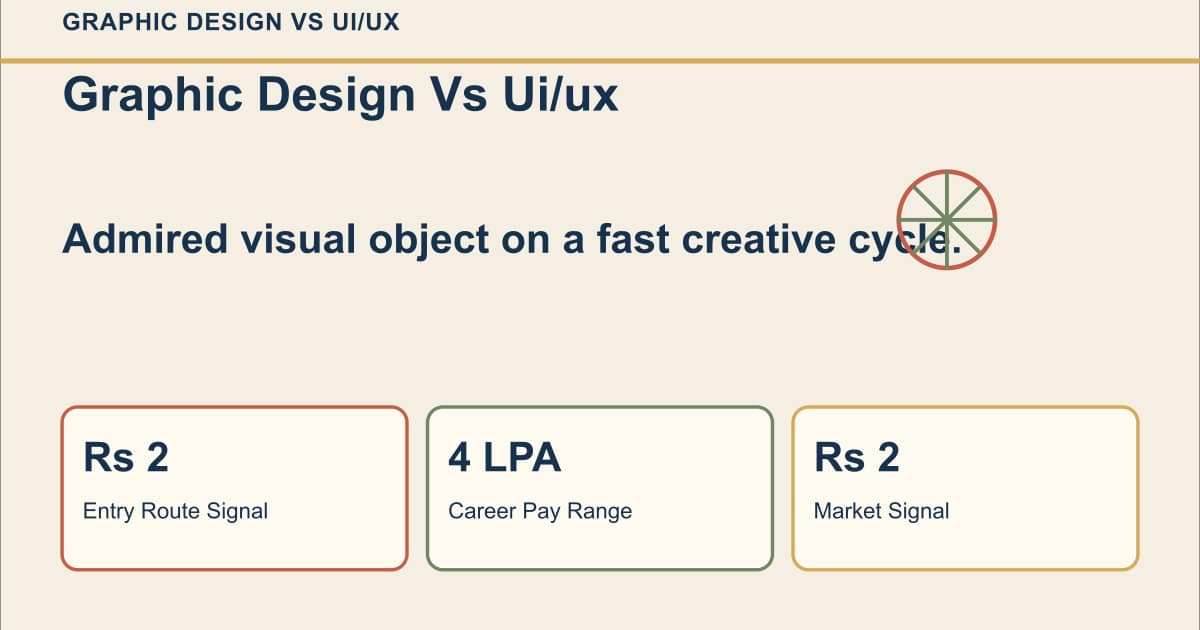 GRAPHIC DESIGN VS UI/UX
Graphic Design Vs Ui/ux
Admired visual object on a fast creative cycle.
Rs 2
Entry Route Signal
4 LPA
Career Pay Range
Rs 2
Market Signal